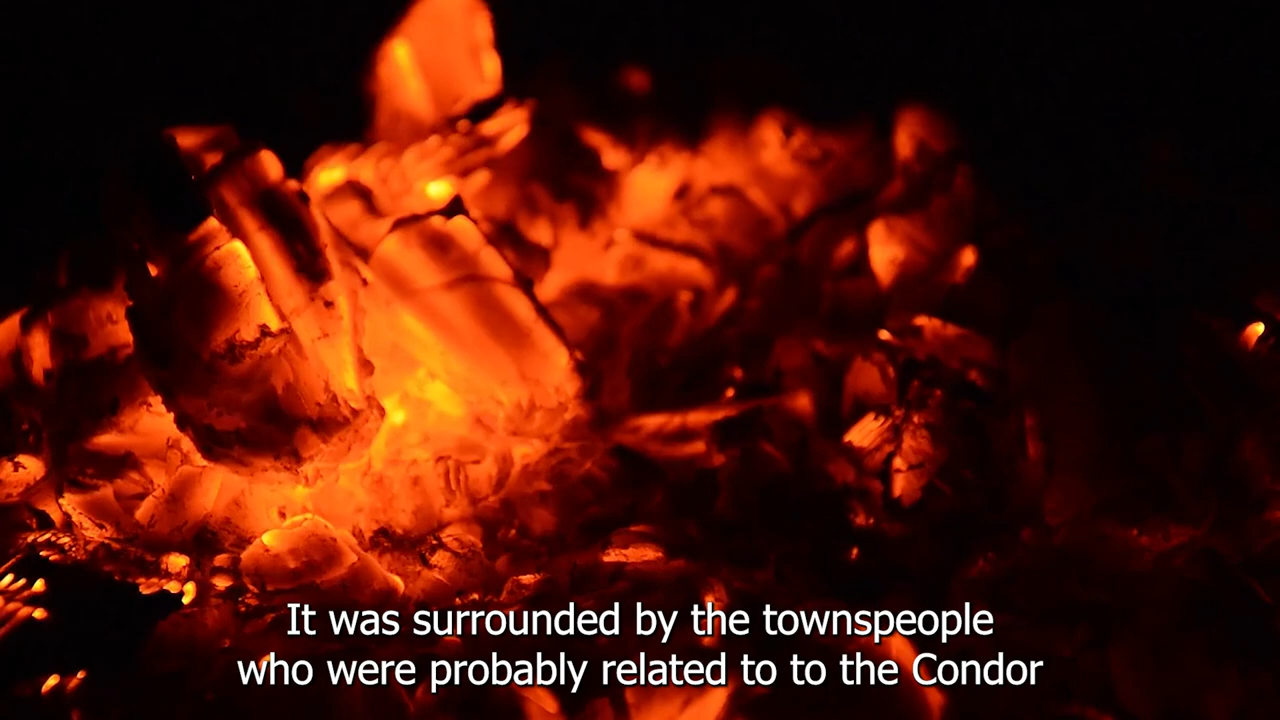 It was surrounded by the townspeople
who were probably related to to the Condor